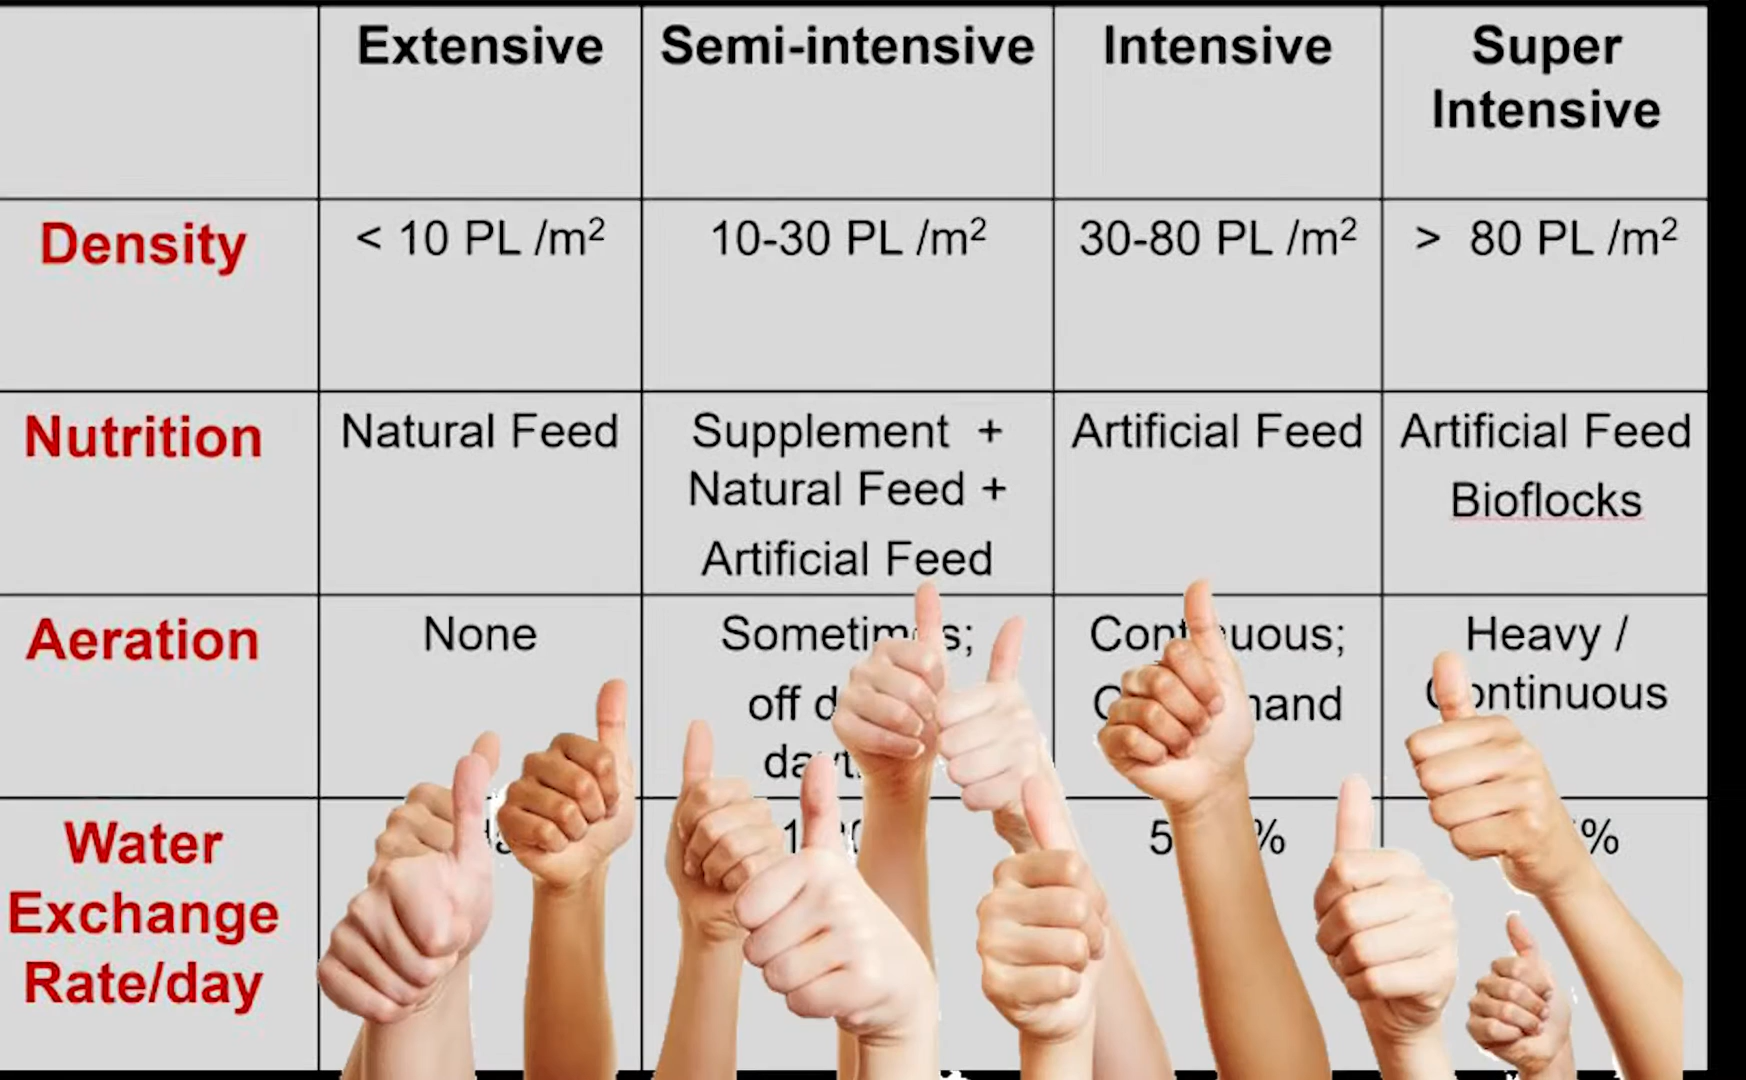 Extensive Semi-intensive Intensive Super
Intensive
Density < 10 PL /m² 10-30 PL /m² 30-80 PL /m² > 80 PL /m²
Nutrition Natural Feed Supplement + Artificial Feed Artificial Feed
Natural Feed + Bioflocks
Artificial Feed
Aeration None Heavy /
off
Water
Exchange
Rate/day